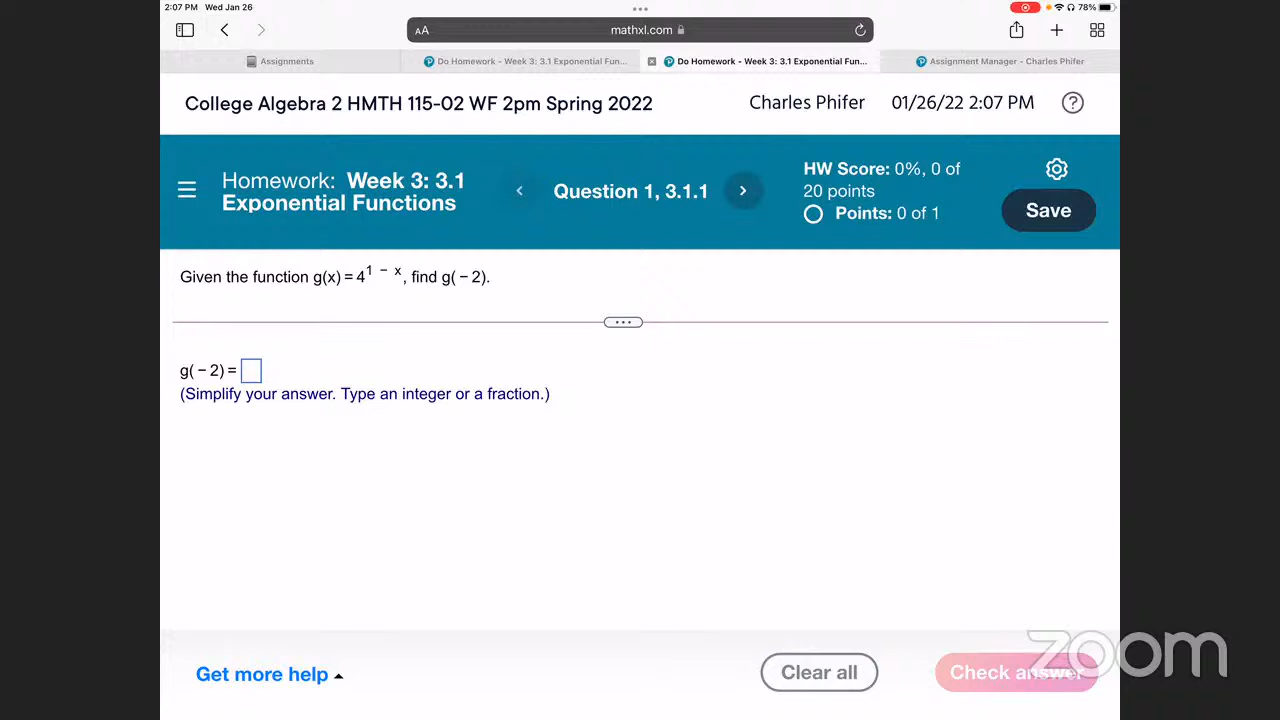 2:07 PM Wed Jan 26
78%
AA
mathxl.com
Assignments
Do Homework - Week 3: 3.1 Exponential Fun...
Do Homework - Week 3: 3.1 Exponential Fun...
Assignment Manager - Charles Phifer
College Algebra 2 HMTH 115-02 WF 2pm Spring 2022
Charles Phifer
01/26/22 2:07 PM
?
Homework: Week 3: 3.1
Exponential Functions
Question 1, 3.1.1
HW Score: 0%, 0 of
20 points
Points: 0 of 1
Save
Given the function g(x) = 4^1 − x, find g( − 2).
g( − 2) =
(Simplify your answer. Type an integer or a fraction.)
Get more help
Clear all
Check answer
zoom